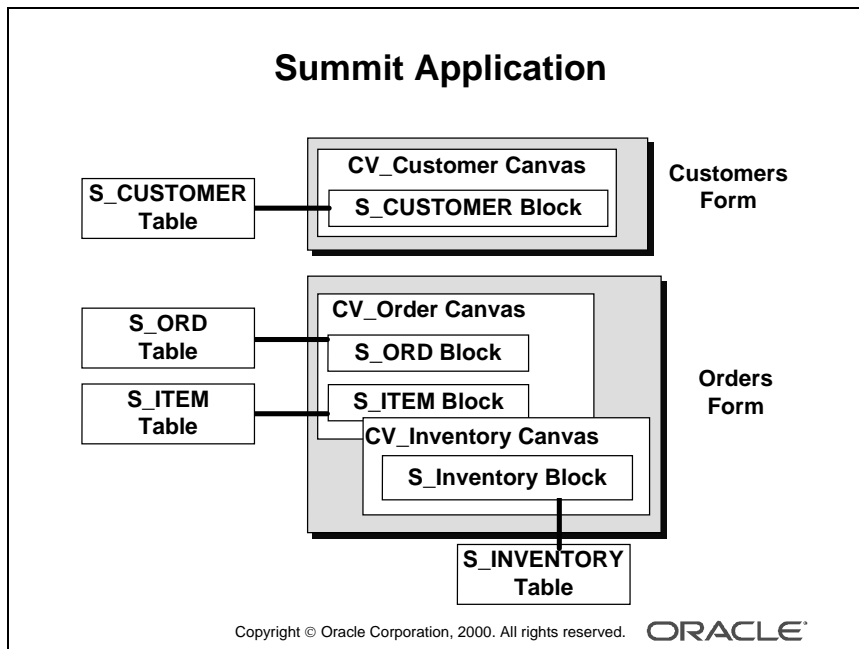 Summit Application
CV_Customer Canvas
Customers
Form
S_CUSTOMER
Table
S_CUSTOMER Block
CV_Order Canvas
S_ORD
Table
S_ORD Block
S_ITEM
Table
S_ITEM Block
Orders
Form
CV_Inventory Canvas
S_Inventory Block
S_INVENTORY
Table
Copyright © Oracle Corporation, 2000. All rights reserved.
ORACLE®